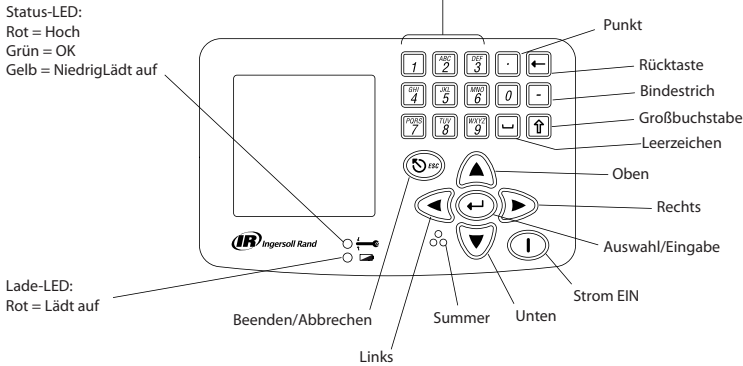 Status-LED:
Rot = Hoch
Grün = OK
Gelb = NiedrigLädt auf
Punkt
Rücktaste
Bindestrich
Großbuchstabe
Leerzeichen
Oben
Rechts
Auswahl/Eingabe
Strom EIN
Unten
Summer
Links
Beenden/Abbrechen
Lade-LED:
Rot = Lädt auf
1 ABC 2 DEF 3 .
GHI 4 JKL 5 MNO 6 0 -
PQRS 7 TUV 8 WXYZ 9
ESC
IR Ingersoll Rand